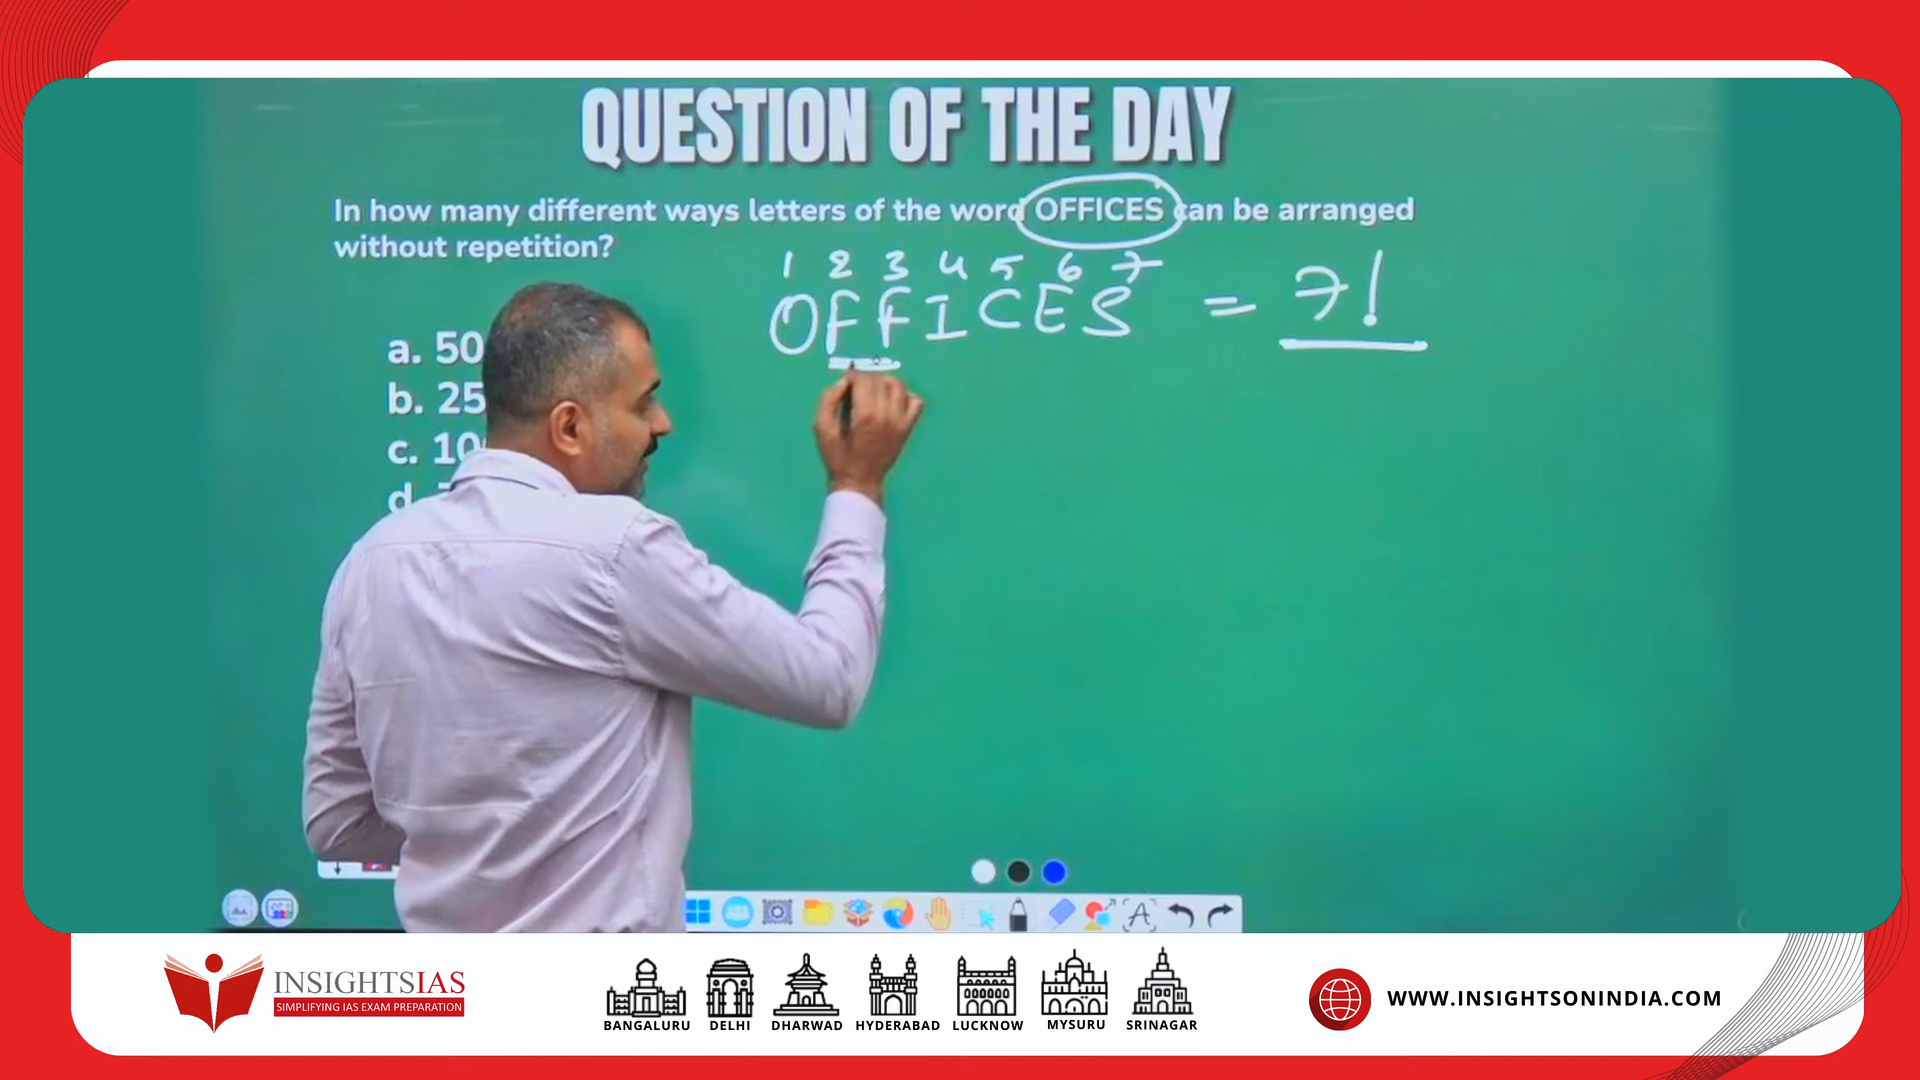 QUESTION OF THE DAY
In how many different ways letters of the word OFFICES can be arranged
without repetition?
1 2 3 4 5 6 7
OFFICES = 7!
a. 50
b. 25
c. 10
d.
A
INSIGHTSIAS
SIMPLIFYING IAS EXAM PREPARATION
BANGALURU DELHI DHARWAD HYDERABAD LUCKNOW MYSURU SRINAGAR
WWW.INSIGHTSONINDIA.COM